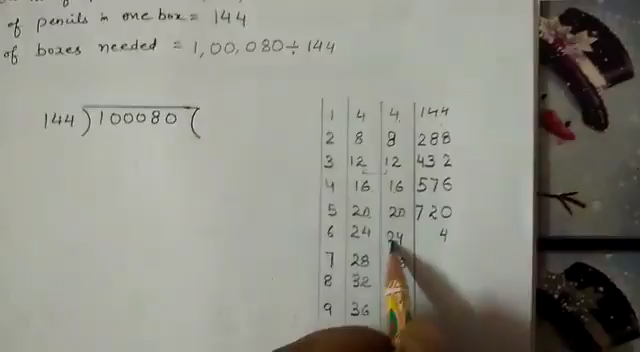 of pencils in one box = 144
of boxes needed = 1,00,080÷144
144)100080(
1 4 4 144
2 8 8 288
3 12 12 432
4 16 16 576
5 20 20 720
6 24 24 4
7 28
8 32
9 36